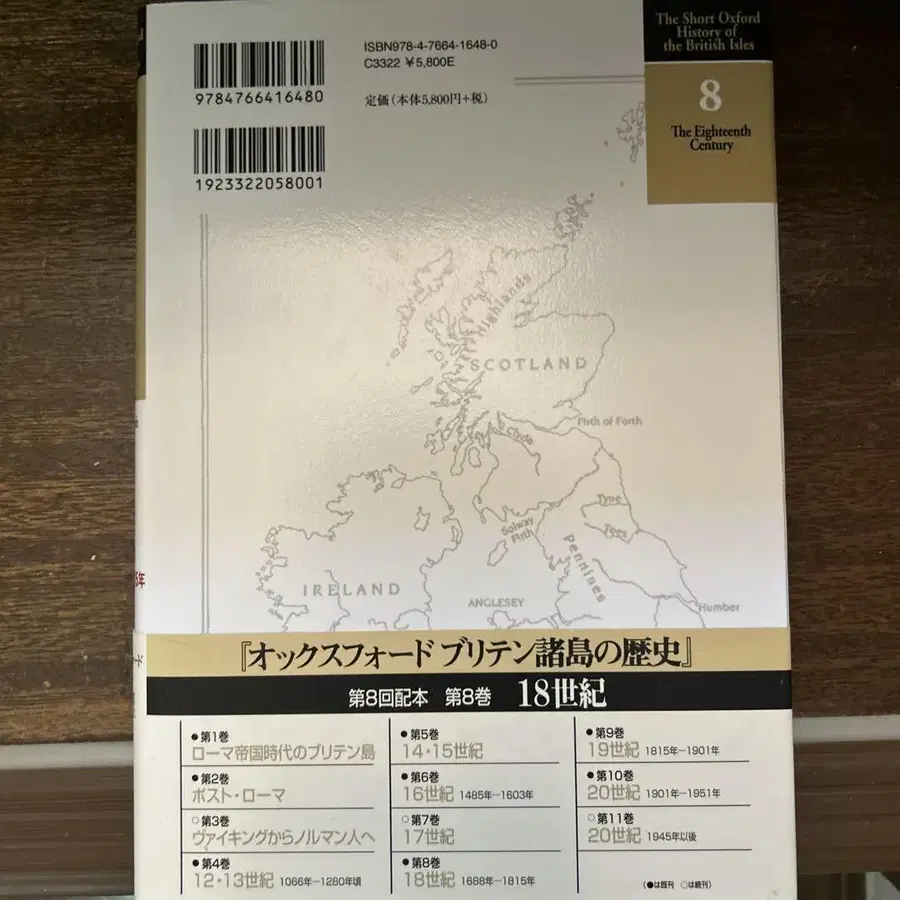 The Short Oxford
History of
the British Isles
8
The Eighteenth
Century
ISBN978-4-7664-1648-0
C3322 ¥5,800E
定価(本体5,800円+税)
9784766416480
1923322058001
Highlands
SCOTLAND
Firth of Forth
Clyde
Tyne
Tees
Solway
Firth
Pennines
IRELAND
ANGLESEY
Humber
『オックスフォード ブリテン諸島の歴史』
第8回配本 第8巻 18世紀
●第1巻
ローマ帝国時代のブリテン島
●第2巻
ポスト・ローマ
○第3巻
ヴァイキングからノルマン人へ
●第4巻
12・13世紀 1066年−1280年頃
●第5巻
14・15世紀
●第6巻
16世紀 1485年−1603年
○第7巻
17世紀
●第8巻
18世紀 1688年−1815年
●第9巻
19世紀 1815年−1901年
●第10巻
20世紀 1901年−1951年
○第11巻
20世紀 1945年以後
(●は既刊 ○は続刊)